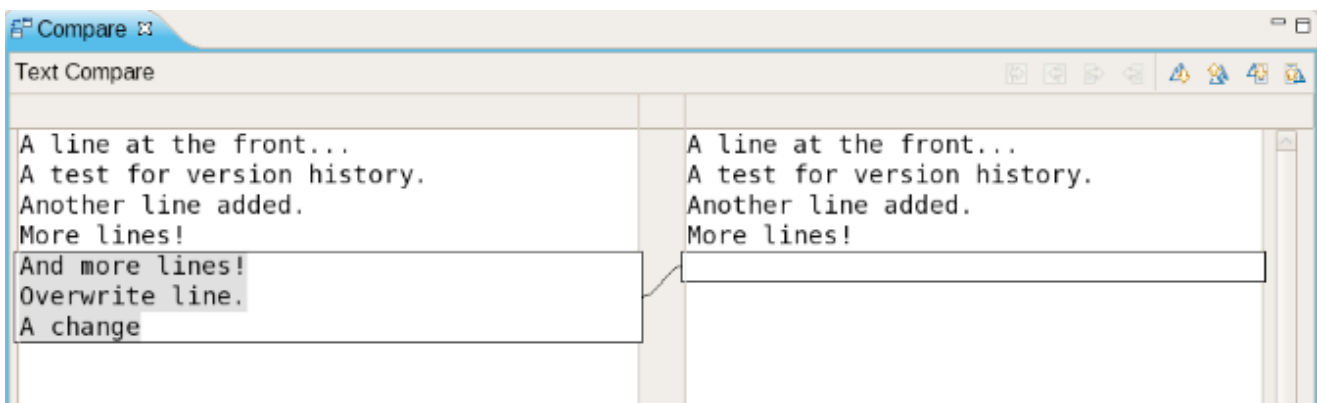 Compare
Text Compare
A line at the front...
A test for version history.
Another line added.
More lines!
And more lines!
Overwrite line.
A change
A line at the front...
A test for version history.
Another line added.
More lines!